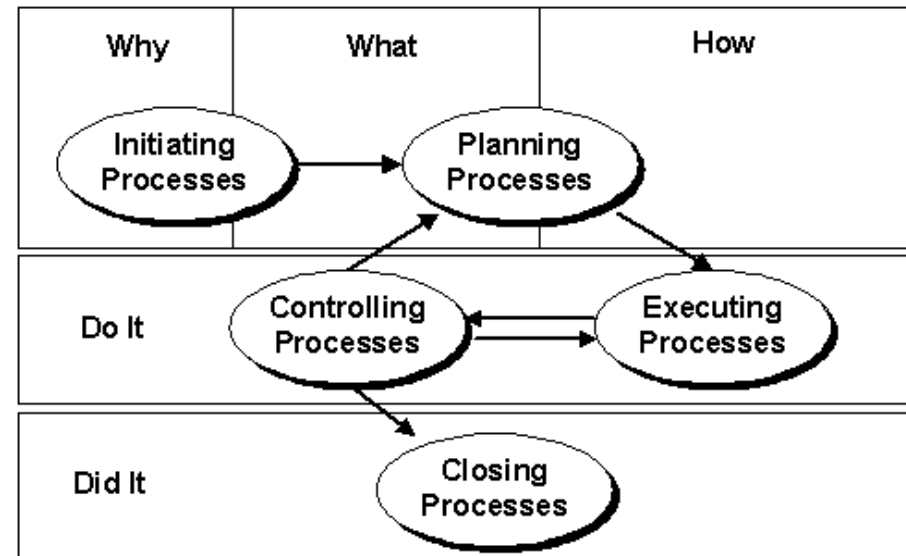 Why
What
How
Initiating
Processes
Planning
Processes
Do It
Controlling
Processes
Executing
Processes
Did It
Closing
Processes